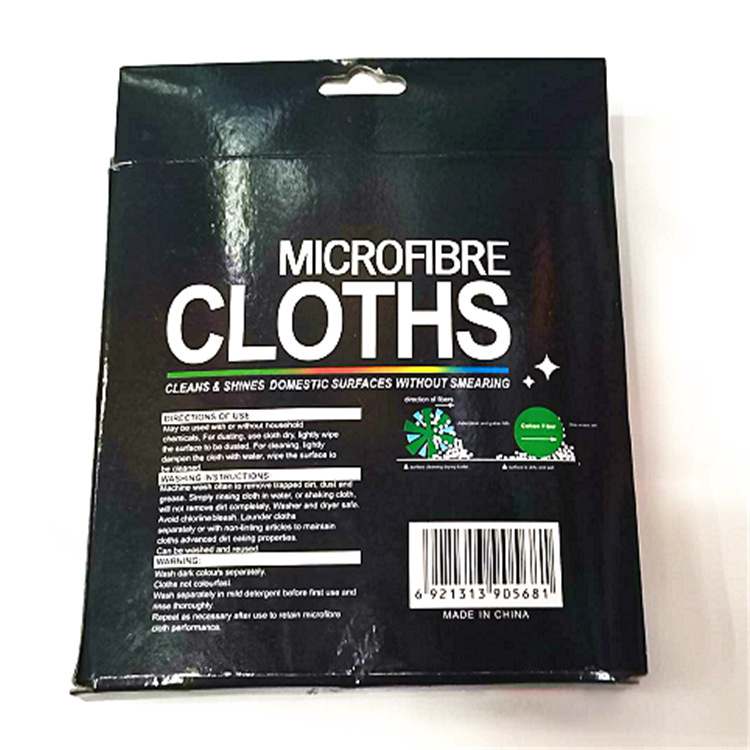 MICROFIBRE
CLOTHS
CLEANS & SHINES DOMESTIC SURFACES WITHOUT SMEARING
DIRECTIONS OF USE
May be used with or without household
chemicals. For dusting, use cloth dry, lightly wipe
the surface to be dusted. For cleaning, lightly
dampen the cloth with water, wipe the surface to
be cleaned
WASHING INSTRUCTIONS
Machine wash often to remove trapped dirt, dust and
grease. Simply rinsing cloth in water, or shaking cloth,
will not remove dirt completely, Washer and dryer safe.
Avoid chlorine bleash, Launder cloths
separately or with non-linting articles to maintain
cloths advanced dirt eating properties.
Can be washed and reused
WARNING:
Wash dark colours separately.
Cloths not colourfast.
Wash separately in mild detergent before first use and
rinse thoroughly.
Repeat as necessary after use to retain microfibre
cloth performance.
direction of fibers
Cotton Fiber
6 921313 905681
MADE IN CHINA